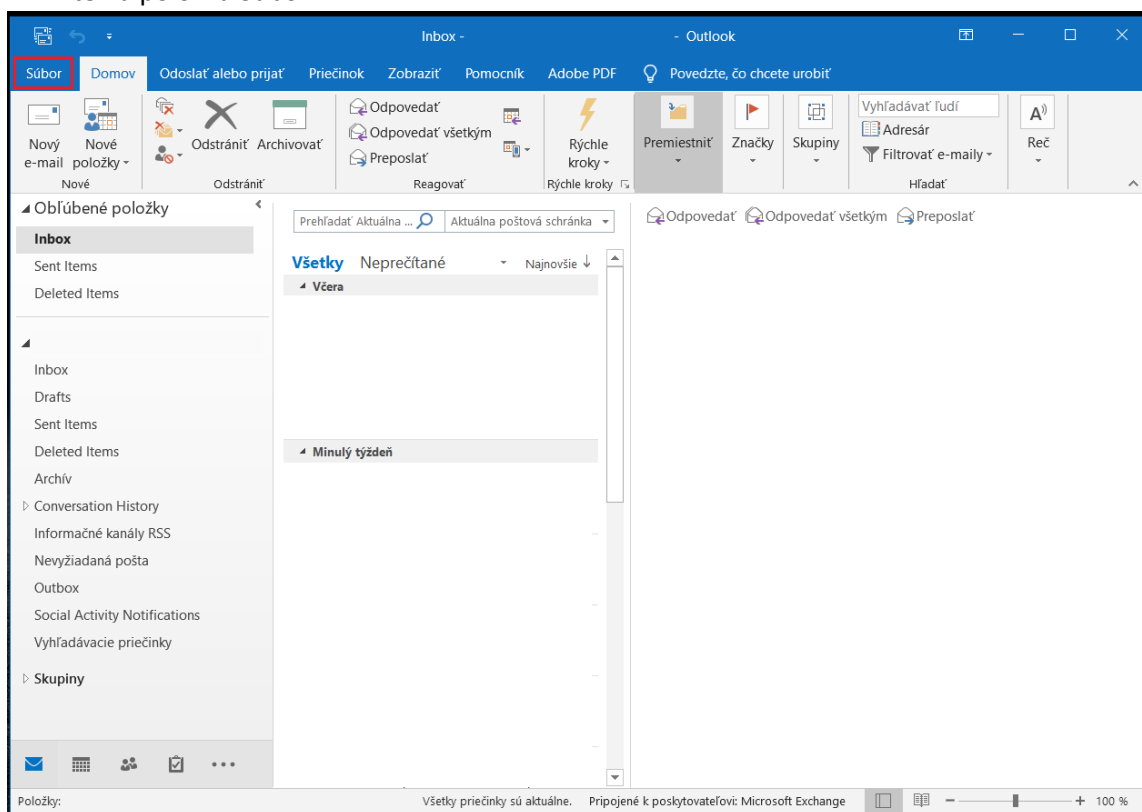 Inbox - - Outlook
Súbor Domov Odoslať alebo prijať Priečinok Zobraziť Pomocník Adobe PDF Povedzte, čo chcete urobiť
Nový e-mail
Nové položky
Nové
Odstrániť
Archivovať
Odstrániť
Odpovedať
Odpovedať všetkým
Preposlať
Reagovať
Rýchle kroky
Rýchle kroky
Premiestniť
Značky
Skupiny
Vyhľadávať ľudí
Adresár
Filtrovať e-maily
Hľadať
Reč
Obľúbené položky
Inbox
Sent Items
Deleted Items
Inbox
Drafts
Sent Items
Deleted Items
Archív
Conversation History
Informačné kanály RSS
Nevyžiadaná pošta
Outbox
Social Activity Notifications
Vyhľadávacie priečinky
Skupiny
Prehľadať Aktuálna ... Aktuálna poštová schránka
Všetky Neprečítané Najnovšie
Včera
Minulý týždeň
Odpovedať Odpovedať všetkým Preposlať
Položky: Všetky priečinky sú aktuálne. Pripojené k poskytovateľovi: Microsoft Exchange 100 %